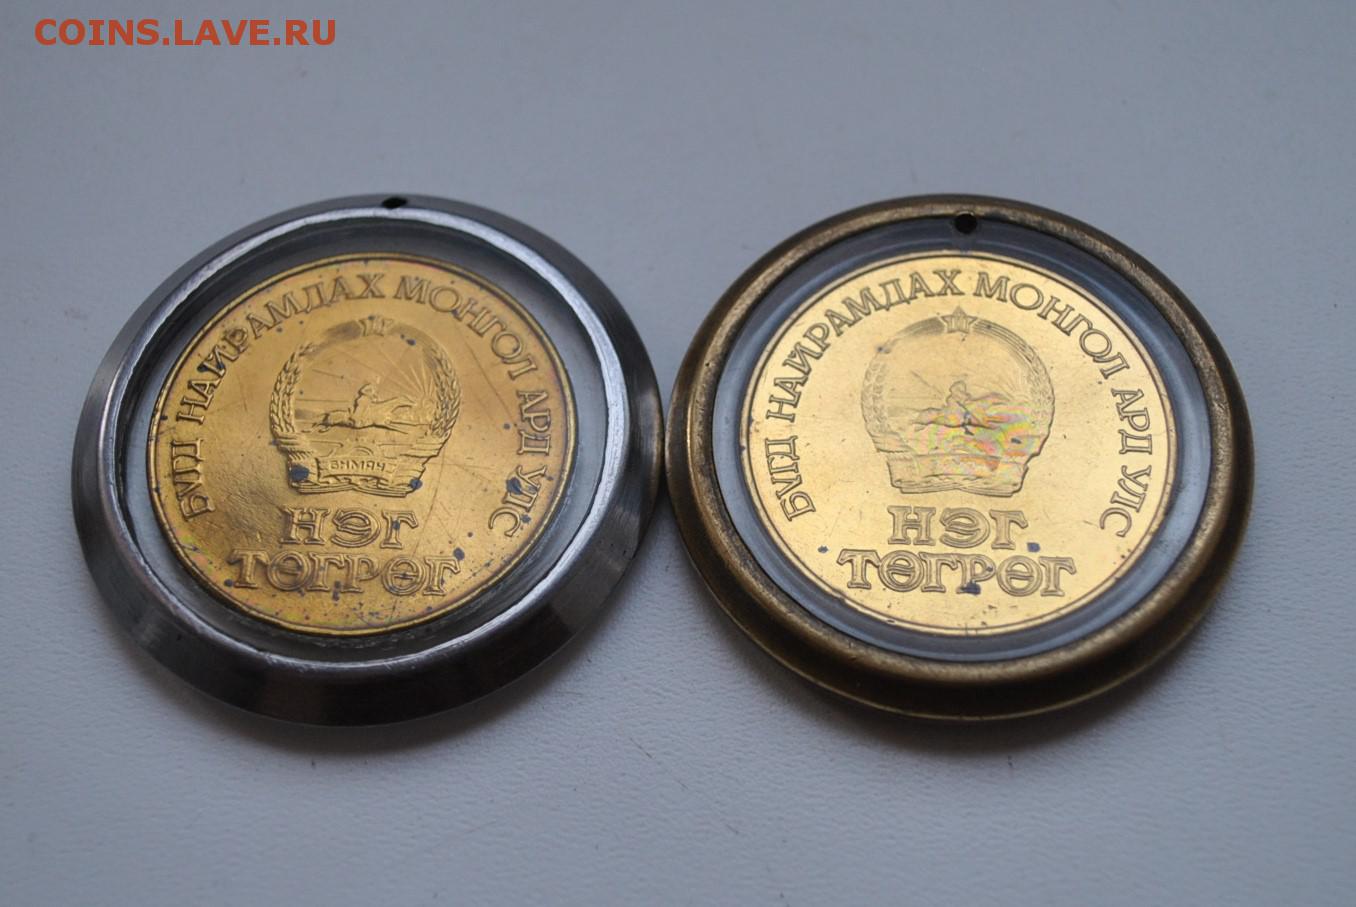 COINS.LAVE.RU
БҮГД НАЙРАМДАХ МОНГОЛ АРД УЛС
БНМАУ
НЭГ
ТӨГРӨГ
БҮГД НАЙРАМДАХ МОНГОЛ АРД УЛС
НЭГ
ТӨГРӨГ